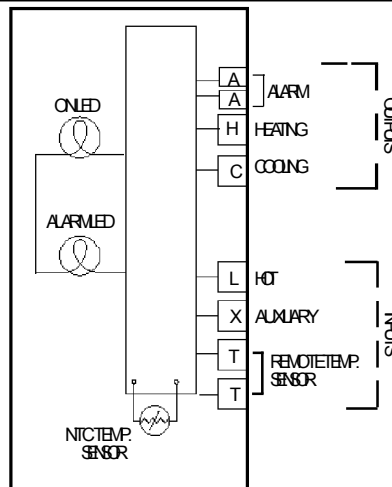 ON LED
ALARM LED
A
A
ALARM
H
HEATING
C
COOLING
OUTPUTS
L
HOT
X
AUXILIARY
T
T
REMOTE TEMP.
SENSOR
INPUTS
NTC TEMP.
SENSOR